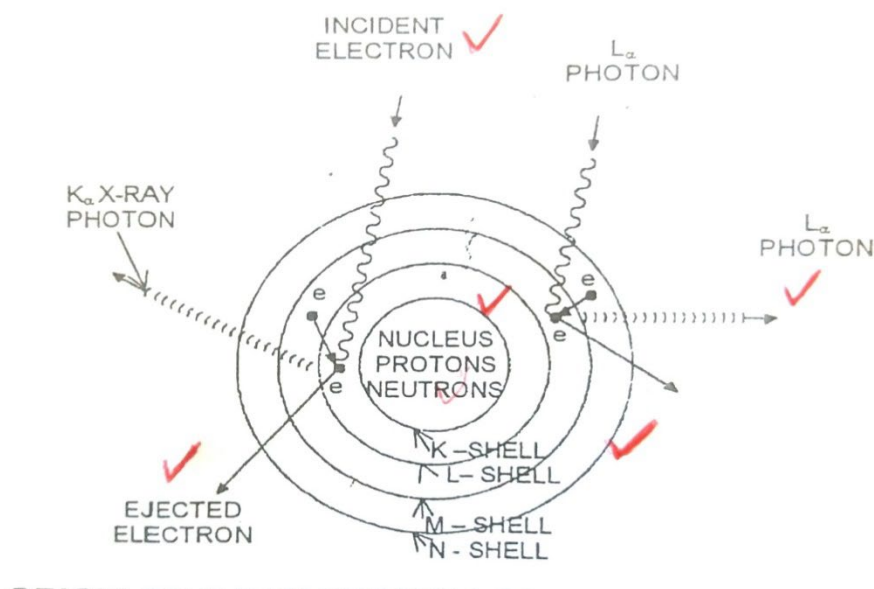 INCIDENT
ELECTRON
Lα
PHOTON
Kα X-RAY
PHOTON
Lα
PHOTON
e
e
e
e
NUCLEUS
PROTONS
NEUTRONS
K –SHELL
L– SHELL
EJECTED
ELECTRON
M – SHELL
N - SHELL